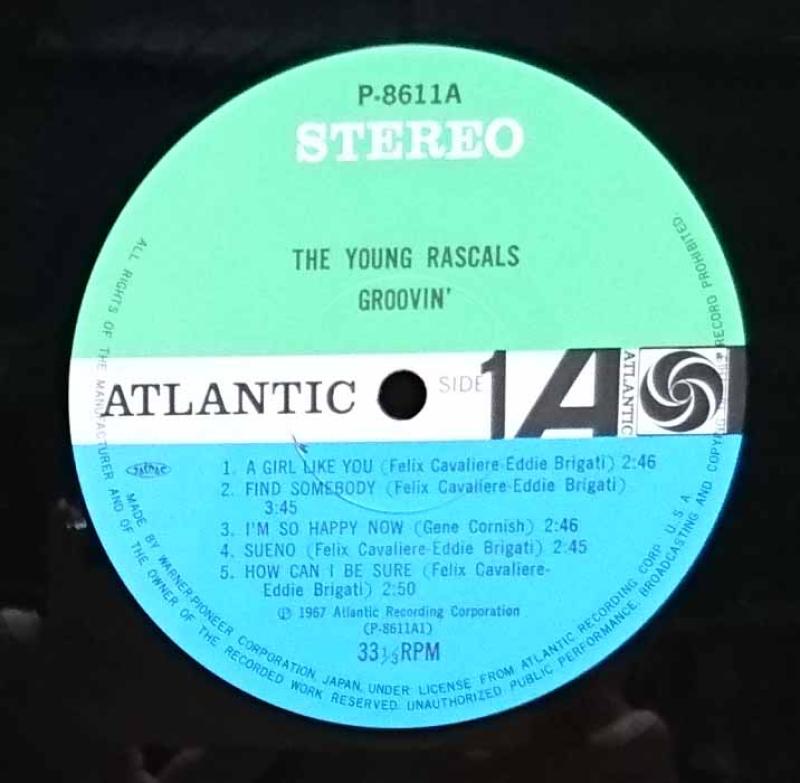 P-8611A
STEREO
THE YOUNG RASCALS
GROOVIN'
ATLANTIC
SIDE 1A
ATLANTIC
1. A GIRL LIKE YOU (Felix Cavaliere-Eddie Brigati) 2:46
2. FIND SOMEBODY (Felix Cavaliere-Eddie Brigati)
3:45
3. I'M SO HAPPY NOW (Gene Cornish) 2:46
4. SUENO (Felix Cavaliere-Eddie Brigati) 2:45
5. HOW CAN I BE SURE (Felix Cavaliere-
Eddie Brigati) 2:50
℗ 1967 Atlantic Recording Corporation
(P-8611A1)
33⅓RPM
MADE BY WARNER-PIONEER CORPORATION, JAPAN, UNDER LICENSE FROM ATLANTIC RECORDING CORP., U.S.A.
ALL RIGHTS OF THE MANUFACTURER AND OF THE OWNER OF THE RECORDED WORK RESERVED. UNAUTHORIZED PUBLIC PERFORMANCE, BROADCASTING AND COPYING RECORD PROHIBITED.